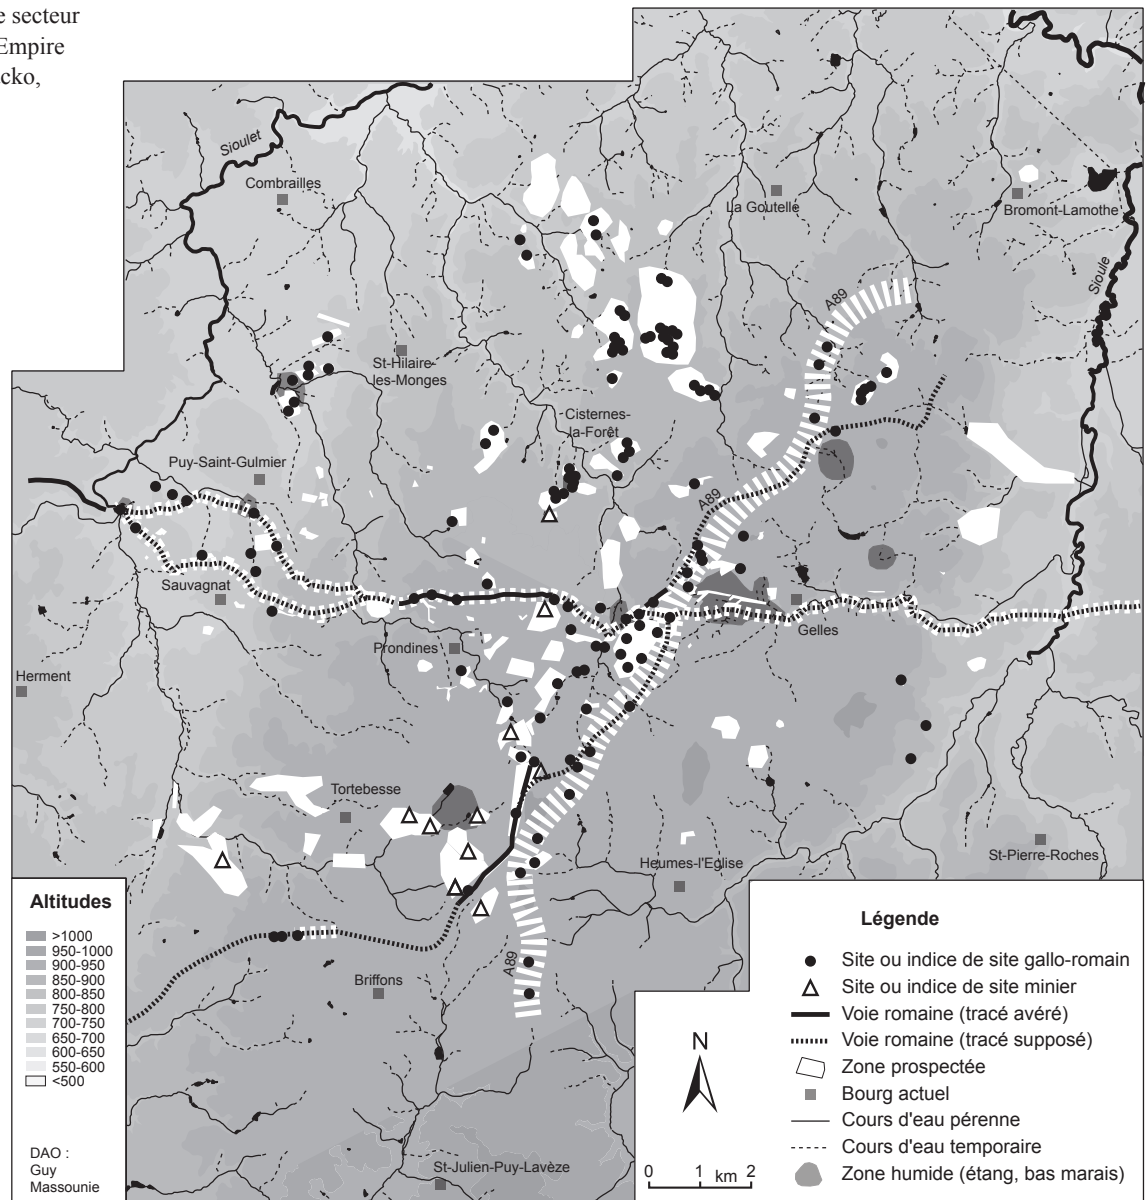 e secteur
Empire
cko,
Sioulet
Combrailles
La Goutelle
Bromont-Lamothe
Sioule
A89
St-Hilaire-
les-Monges
Cisternes-
la-Forêt
Puy-Saint-Gulmier
A89
Sauvagnat
Gelles
Prondines
Herment
Tortebesse
Heumes-l'Eglise
St-Pierre-Roches
A89
Briffons
St-Julien-Puy-Lavèze
Altitudes
>1000
950-1000
900-950
850-900
800-850
750-800
700-750
650-700
600-650
550-600
<500
DAO :
Guy
Massounie
Légende
Site ou indice de site gallo-romain
Site ou indice de site minier
Voie romaine (tracé avéré)
Voie romaine (tracé supposé)
Zone prospectée
Bourg actuel
Cours d'eau pérenne
Cours d'eau temporaire
Zone humide (étang, bas marais)
N
0 1 km 2